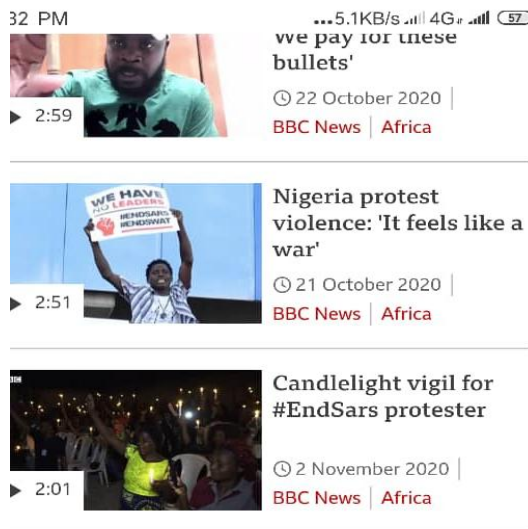 32 PM
...5.1KB/s 4G 57
We pay for these
bullets'
22 October 2020
BBC News | Africa
2:59
WE HAVE
NO LEADERS
#ENDSARS
#ENDSWAT
2:51
Nigeria protest
violence: 'It feels like a
war'
21 October 2020
BBC News | Africa
2:01
Candlelight vigil for
#EndSars protester
2 November 2020
BBC News | Africa